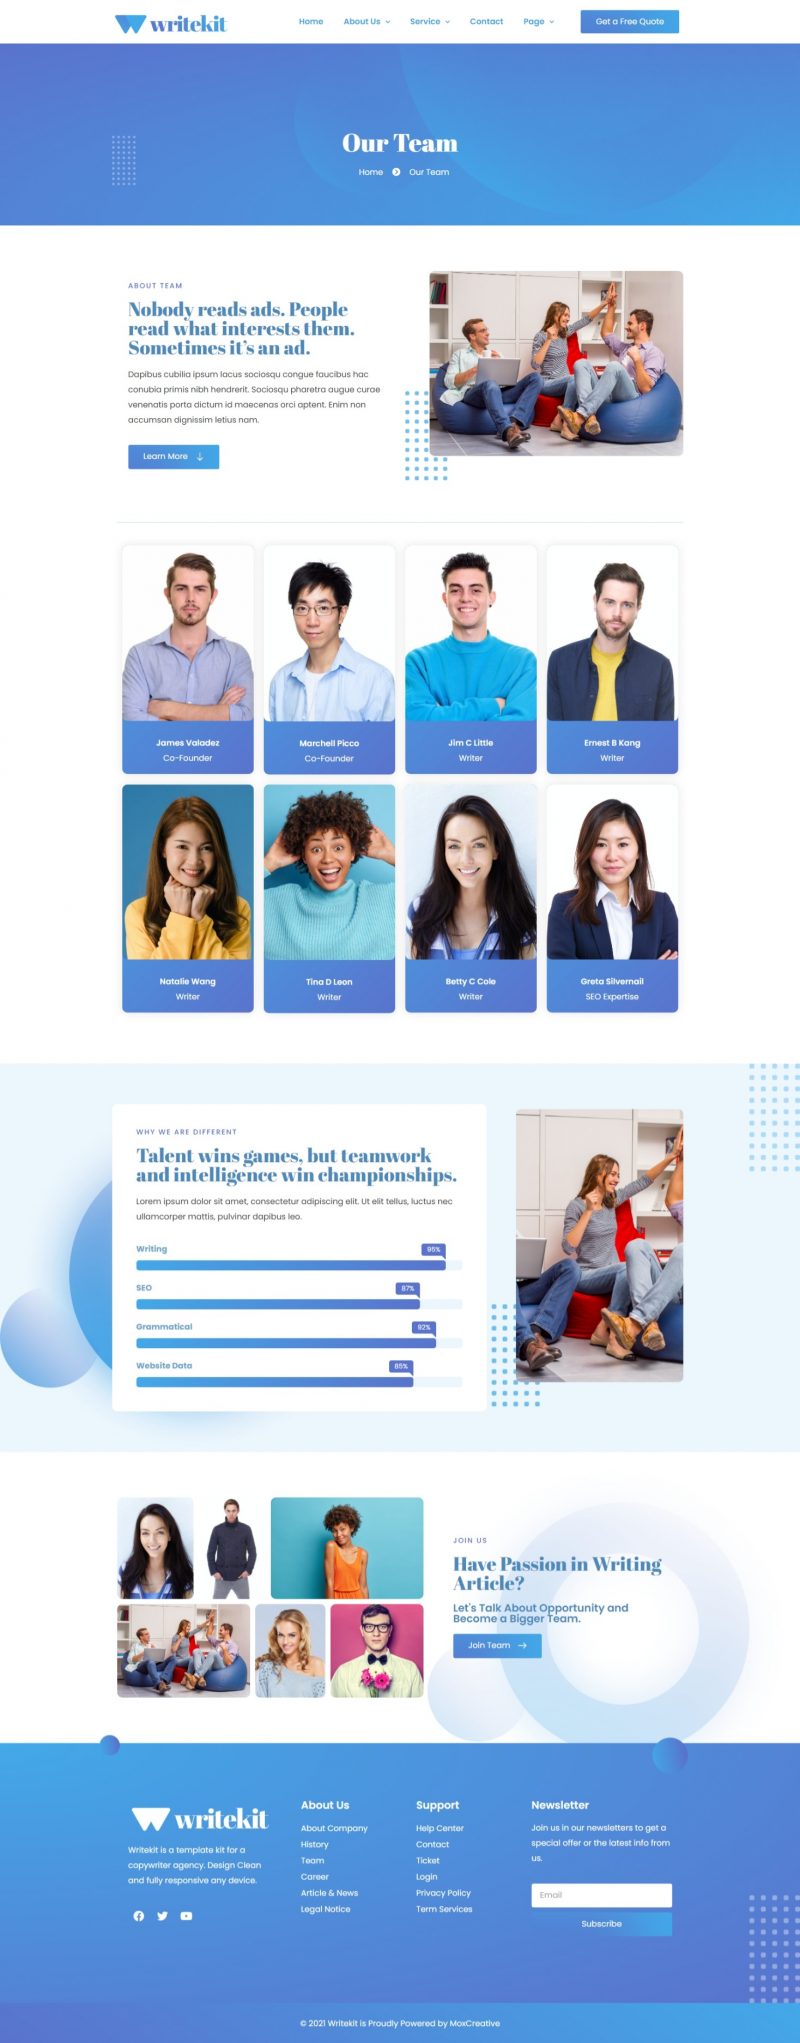 writekit
Home
About Us
Service
Contact
Page
Get a Free Quote
Our Team
Home
Our Team
ABOUT TEAM
Nobody reads ads. People
read what interests them.
Sometimes it's an ad.
Dapibus cubilia ipsum lacus sociosqu congue faucibus hac
conubia primis nibh hendrerit. Sociosqu pharetra augue curae
venenatis porta dictum id maecenas orci aptent. Enim non
accumsan dignissim letius nam.
Learn More
James Valadez
Co-Founder
Marchell Picco
Co-Founder
Jim C Little
Writer
Ernest B Kang
Writer
Natalie Wang
Writer
Tina D Leon
Writer
Betty C Cole
Writer
Greta Silvernail
SEO Expertise
WHY WE ARE DIFFERENT
Talent wins games, but teamwork
and intelligence win championships.
Lorem ipsum dolor sit amet, consectetur adipiscing elit. Ut elit tellus, luctus nec
ullamcorper mattis, pulvinar dapibus leo.
Writing
95%
SEO
87%
Grammatical
92%
Website Data
85%
JOIN US
Have Passion in Writing
Article?
Let's Talk About Opportunity and
Become a Bigger Team.
Join Team
writekit
Writekit is a template kit for a
copywriter agency. Design Clean
and fully responsive any device.
About Us
About Company
History
Team
Career
Article & News
Legal Notice
Support
Help Center
Contact
Ticket
Login
Privacy Policy
Term Services
Newsletter
Join us in our newsletters to get a
special offer or the latest info from
us.
Email
Subscribe
© 2021 Writekit is Proudly Powered by MoxCreative